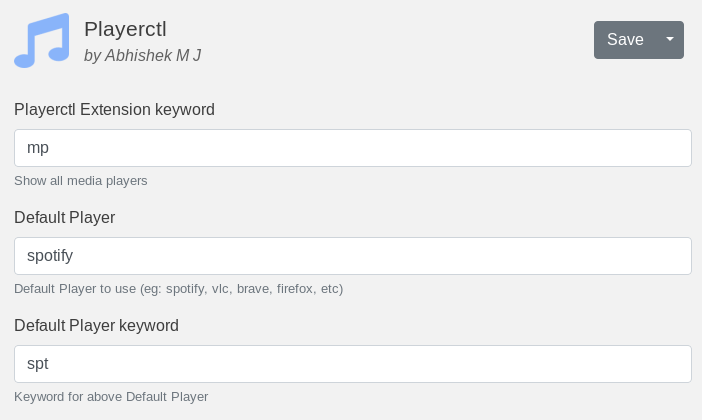 Playerctl
by Abhishek M J
Save
Playerctl Extension keyword
mp
Show all media players
Default Player
spotify
Default Player to use (eg: spotify, vlc, brave, firefox, etc)
Default Player keyword
spt
Keyword for above Default Player